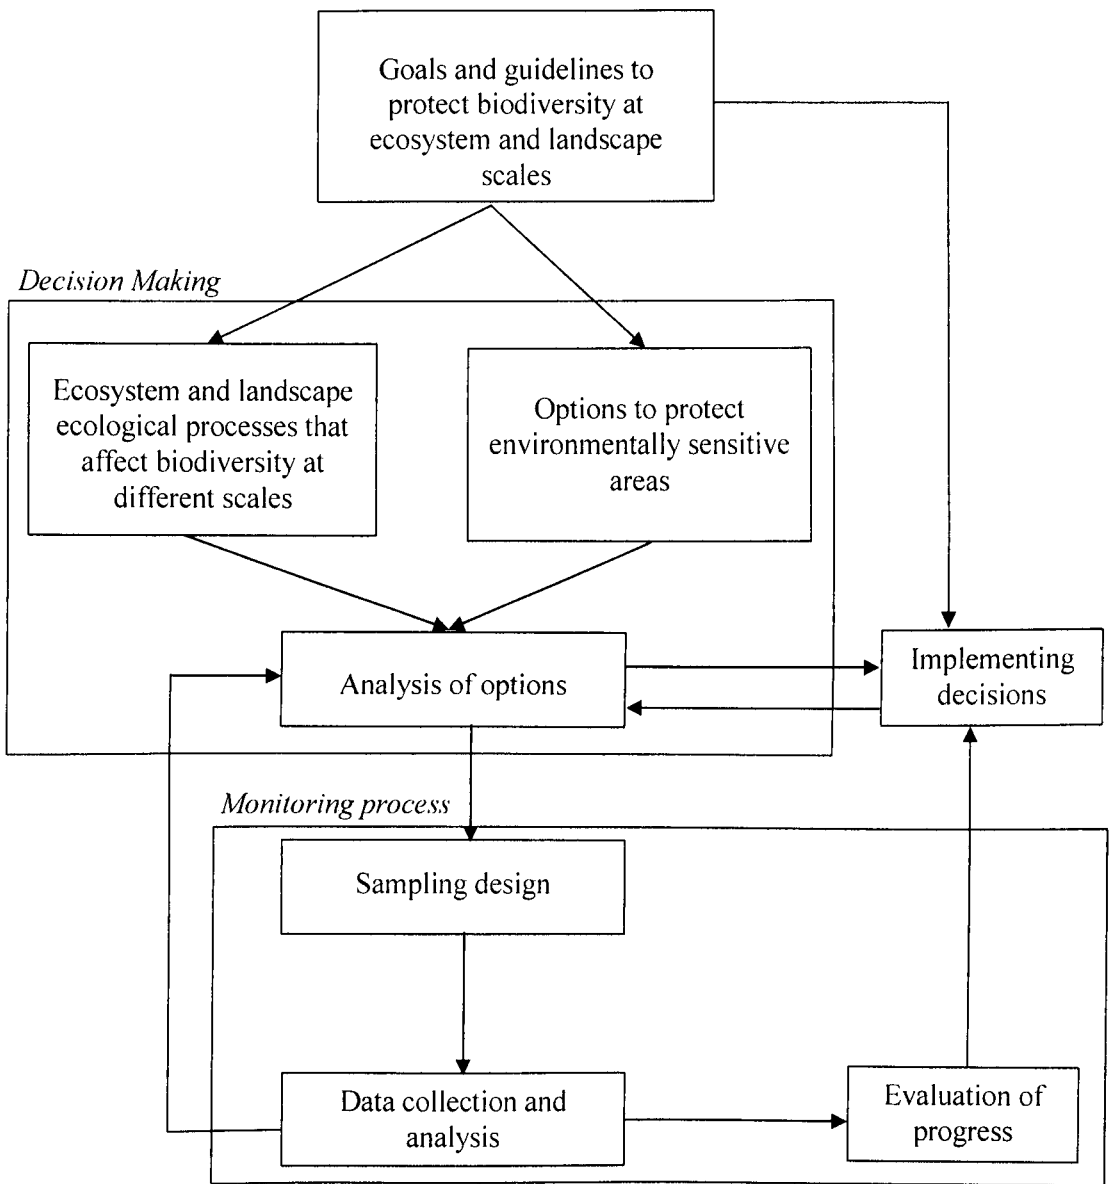 Goals and guidelines to
protect biodiversity at
ecosystem and landscape
scales
Decision Making
Ecosystem and landscape
ecological processes that
affect biodiversity at
different scales
Options to protect
environmentally sensitive
areas
Analysis of options
Implementing
decisions
Monitoring process
Sampling design
Data collection and
analysis
Evaluation of
progress